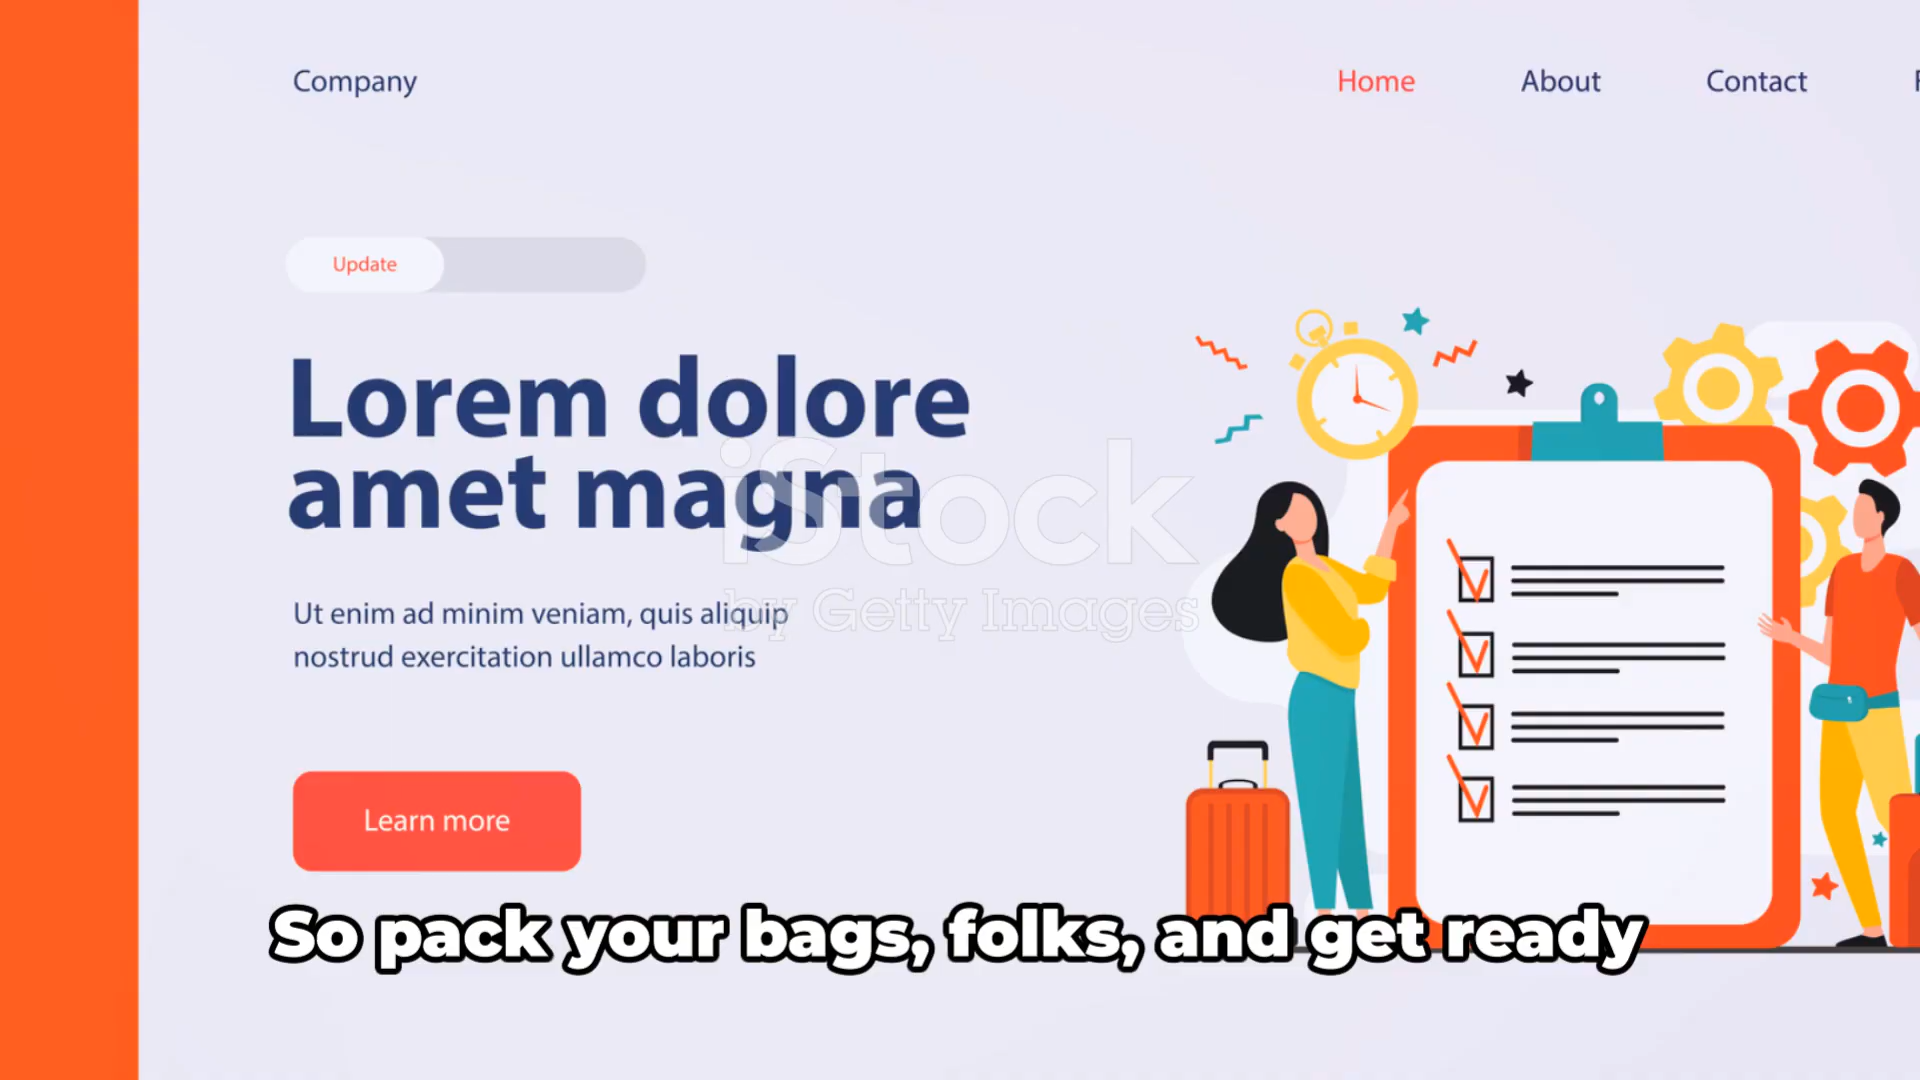 Company
Home
About
Contact
Update
Lorem dolore
amet magna
iStock
by Getty Images
Ut enim ad minim veniam, quis aliquip
nostrud exercitation ullamco laboris
Learn more
So pack your bags, folks, and get ready